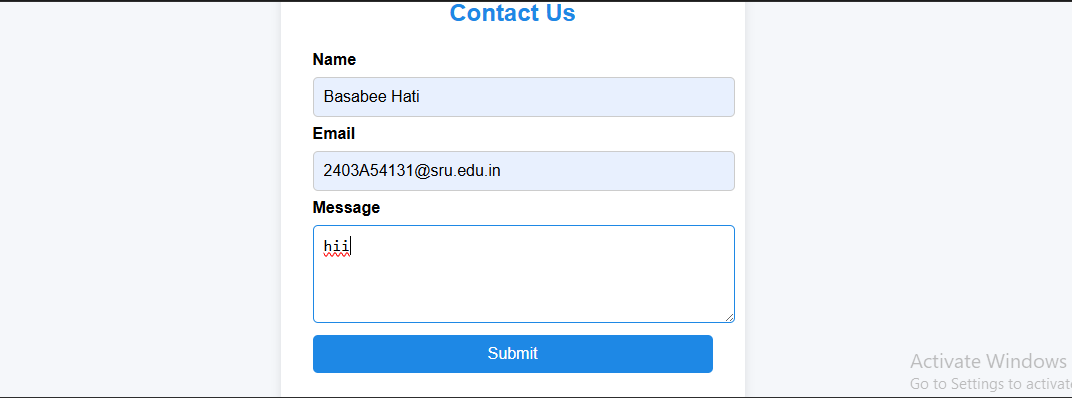 Contact Us
Name
Basabee Hati
Email
2403A54131@sru.edu.in
Message
hii
Submit
Activate Windows
Go to Settings to activate